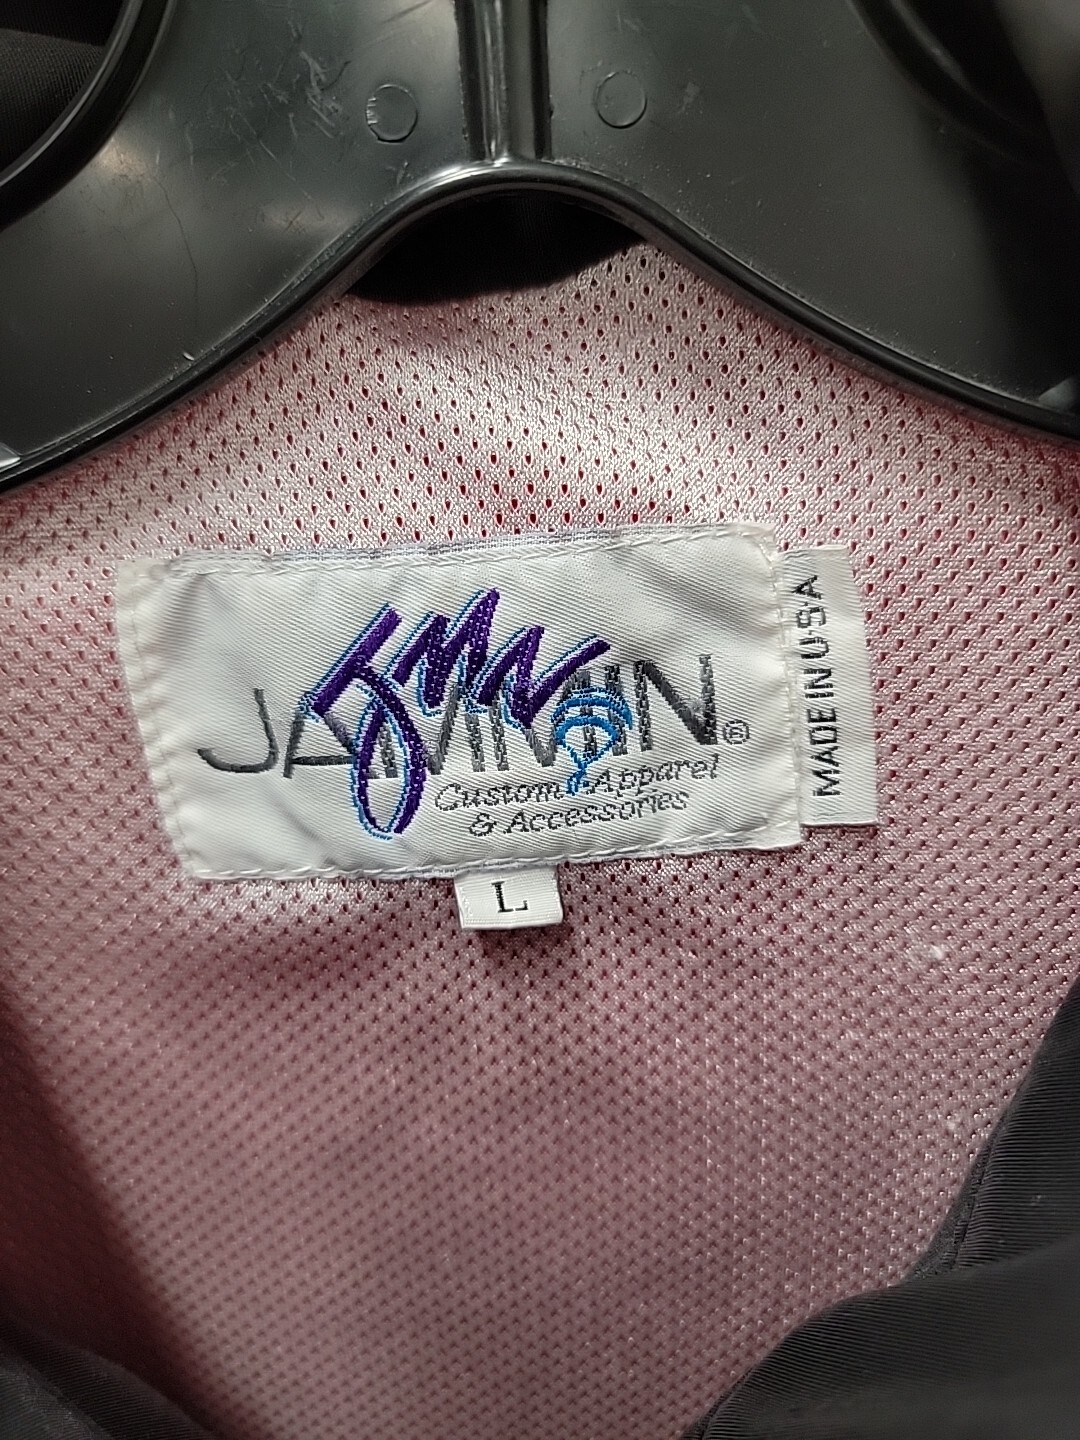 JAMMIN®
Custom Apparel
& Accessories
MADE IN U.S.A
L